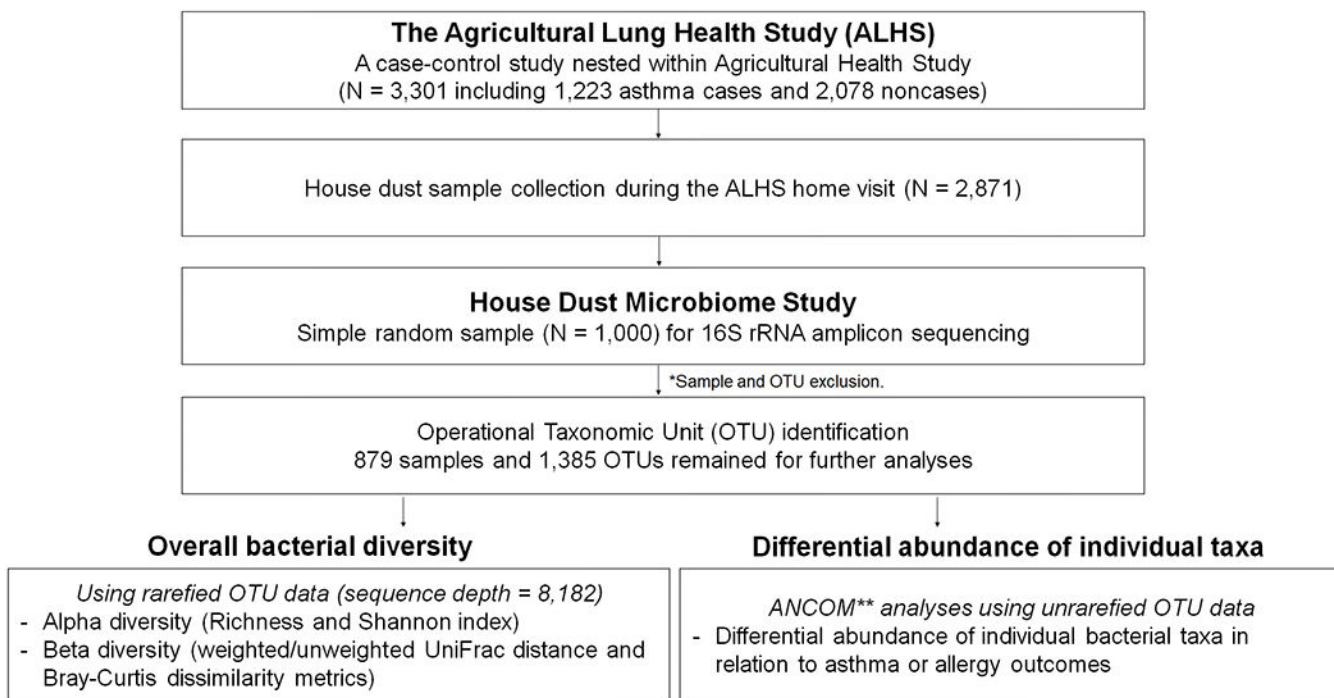 The Agricultural Lung Health Study (ALHS)
A case-control study nested within Agricultural Health Study
(N = 3,301 including 1,223 asthma cases and 2,078 noncases)
House dust sample collection during the ALHS home visit (N = 2,871)
House Dust Microbiome Study
Simple random sample (N = 1,000) for 16S rRNA amplicon sequencing
*Sample and OTU exclusion.
Operational Taxonomic Unit (OTU) identification
879 samples and 1,385 OTUs remained for further analyses
Overall bacterial diversity
Using rarefied OTU data (sequence depth = 8,182)
- Alpha diversity (Richness and Shannon index)
- Beta diversity (weighted/unweighted UniFrac distance and
Bray-Curtis dissimilarity metrics)
Differential abundance of individual taxa
ANCOM** analyses using unrarefied OTU data
- Differential abundance of individual bacterial taxa in
relation to asthma or allergy outcomes